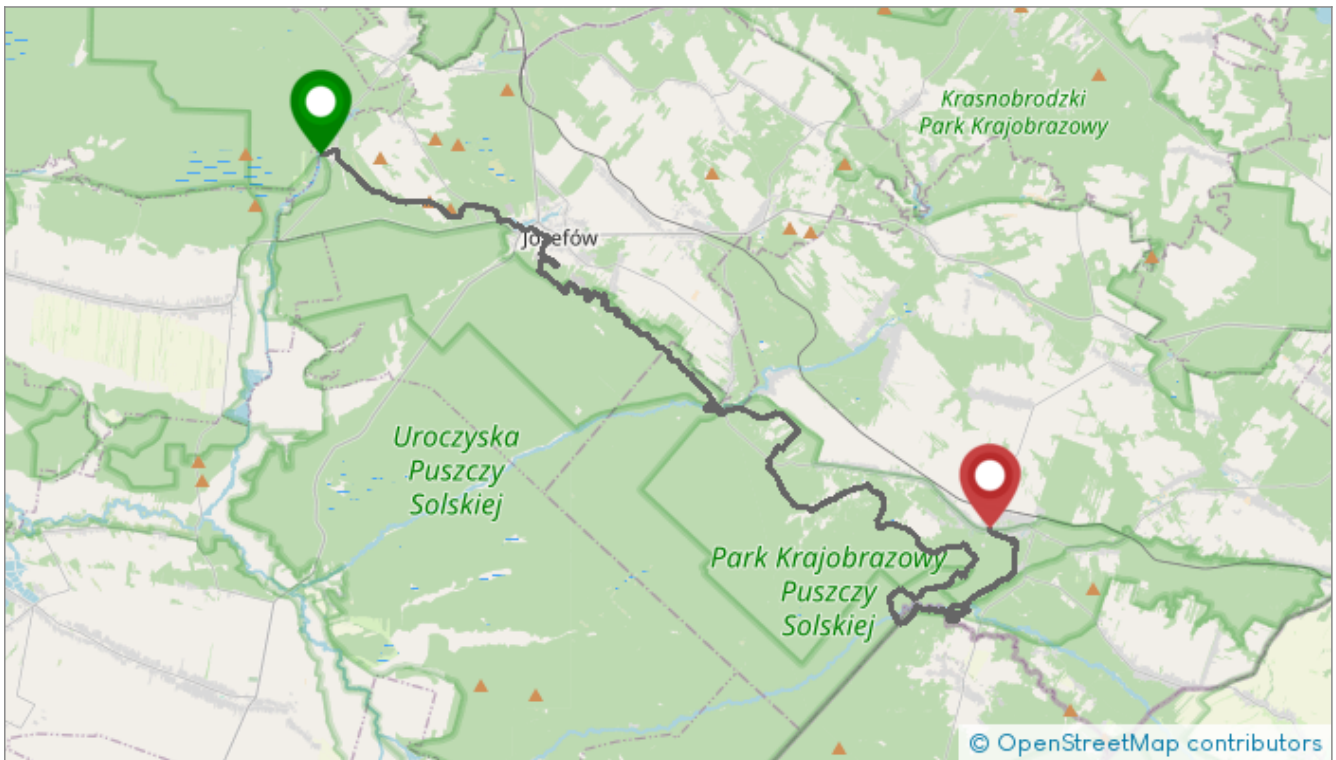 Krasnobrodzki
Park Krajobrazowy
Józefów
Uroczyska
Puszczy
Solskiej
Park Krajobrazowy
Puszczy
Solskiej
© OpenStreetMap contributors